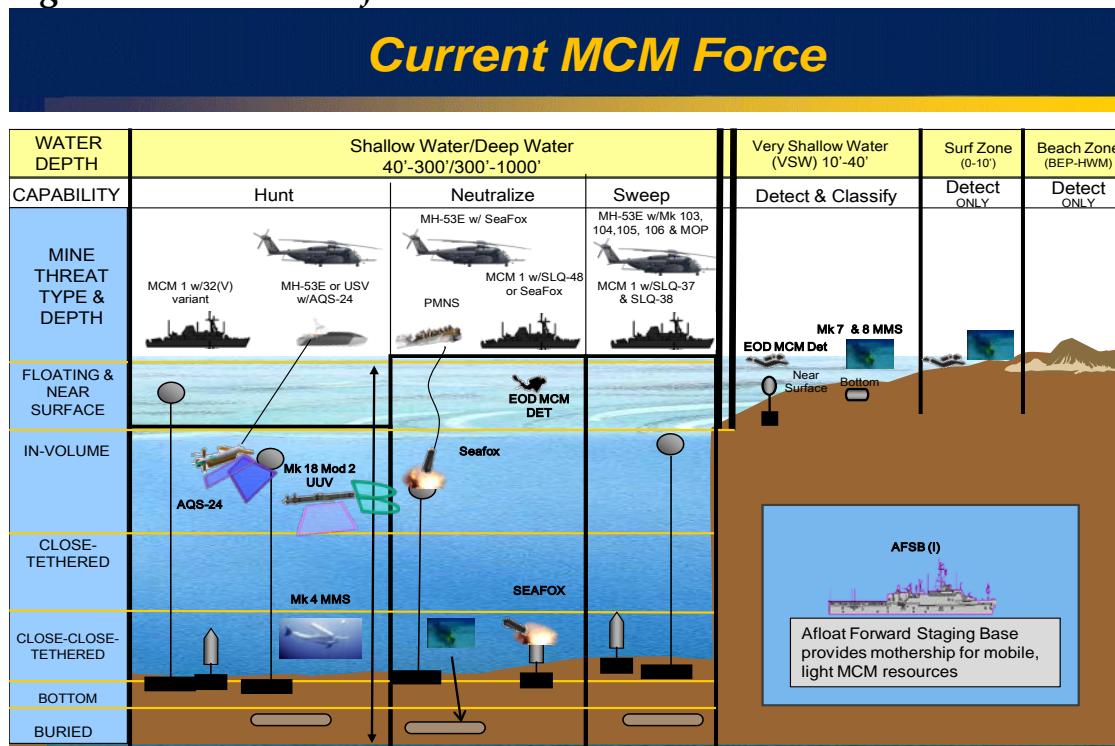 Current MCM Force
WATER
DEPTH
Shallow Water/Deep Water
40'-300'/300'-1000'
Very Shallow Water
(VSW) 10'-40'
Surf Zone
(0-10')
Beach Zone
(BEP-HWM)
CAPABILITY
Hunt
Neutralize
Sweep
Detect & Classify
Detect
ONLY
Detect
ONLY
MINE
THREAT
TYPE &
DEPTH
MCM 1 w/32(V)
variant
MH-53E or USV
w/AQS-24
MH-53E w/ SeaFox
PMNS
MCM 1 w/SLQ-48
or SeaFox
MH-53E w/Mk 103,
104,105, 106 & MOP
MCM 1 w/SLQ-37
& SLQ-38
EOD MCM Det
Mk 7 & 8 MMS
Near
Surface
Bottom
FLOATING &
NEAR
SURFACE
EOD MCM
DET
IN-VOLUME
AQS-24
Mk 18 Mod 2
UUV
Seafox
CLOSE-
TETHERED
Mk 4 MMS
SEAFOX
CLOSE-CLOSE-
TETHERED
BOTTOM
BURIED
AFSB (I)
Afloat Forward Staging Base
provides mothership for mobile,
light MCM resources